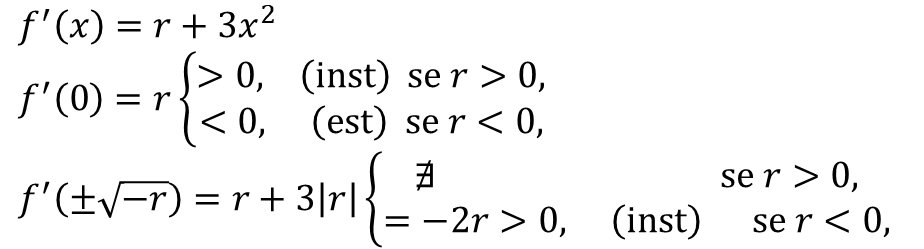 f′(x) = r + 3x²
f′(0) = r { > 0, (inst) se r > 0,
< 0, (est) se r < 0,
f′(±√−r) = r + 3|r| { ∄ se r > 0,
= −2r > 0, (inst) se r < 0,